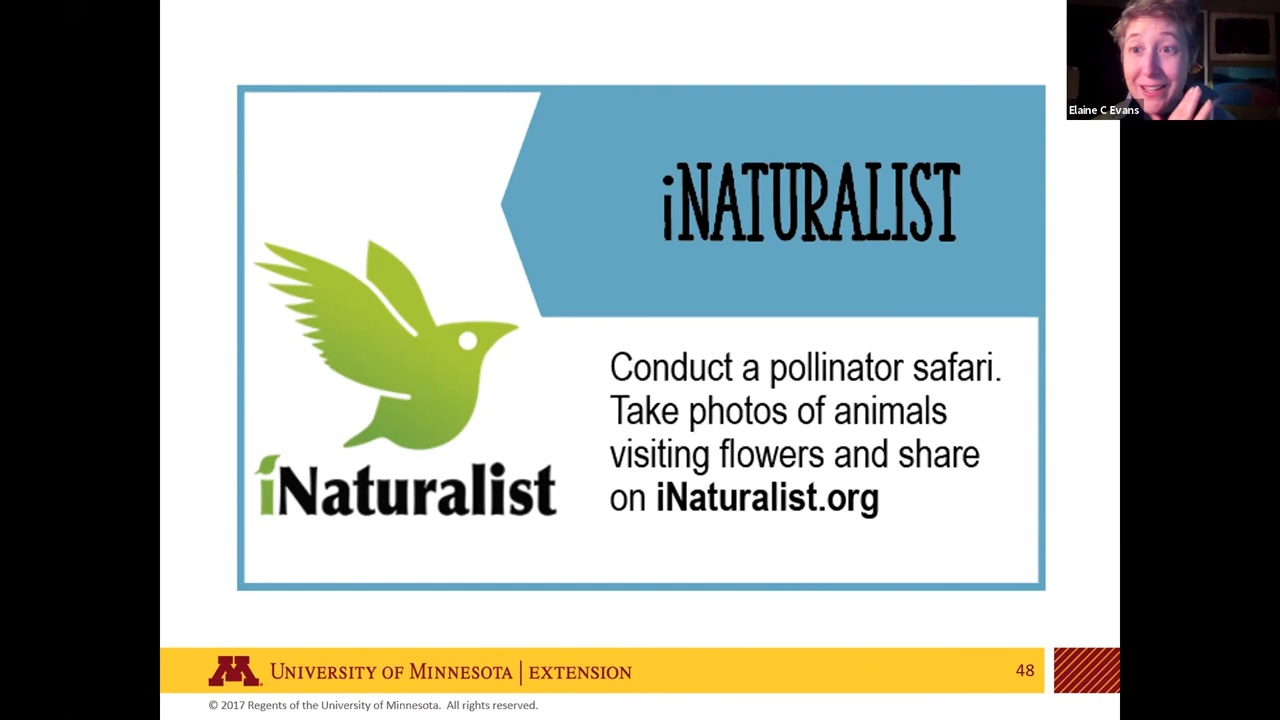 Elaine C Evans
iNATURALIST
iNaturalist
Conduct a pollinator safari.
Take photos of animals
visiting flowers and share
on iNaturalist.org
M
UNIVERSITY OF MINNESOTA | EXTENSION
48
© 2017 Regents of the University of Minnesota. All rights reserved.